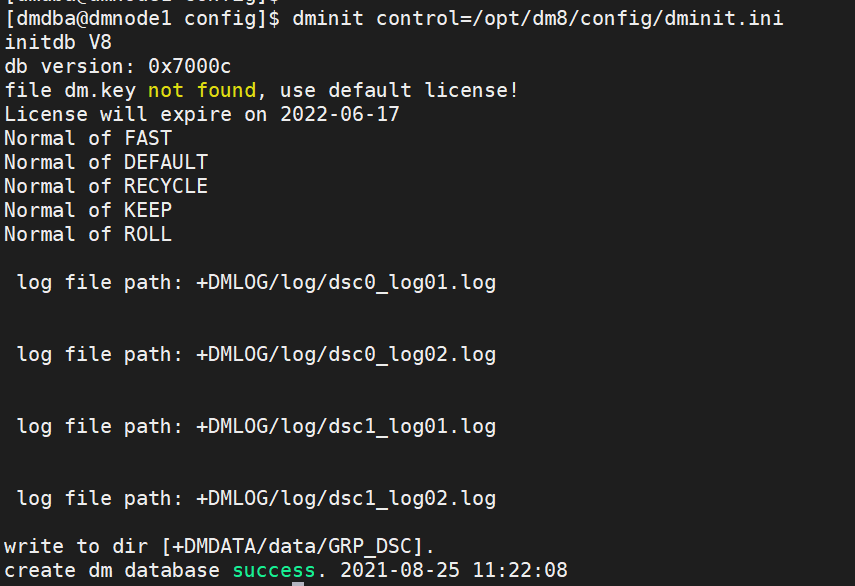 [dmdba@dmnode1 config]$
[dmdba@dmnode1 config]$ dminit control=/opt/dm8/config/dminit.ini
initdb V8
db version: 0x7000c
file dm.key not found, use default license!
License will expire on 2022-06-17
Normal of FAST
Normal of DEFAULT
Normal of RECYCLE
Normal of KEEP
Normal of ROLL
log file path: +DMLOG/log/dsc0_log01.log
log file path: +DMLOG/log/dsc0_log02.log
log file path: +DMLOG/log/dsc1_log01.log
log file path: +DMLOG/log/dsc1_log02.log
write to dir [+DMDATA/data/GRP_DSC].
create dm database success. 2021-08-25 11:22:08